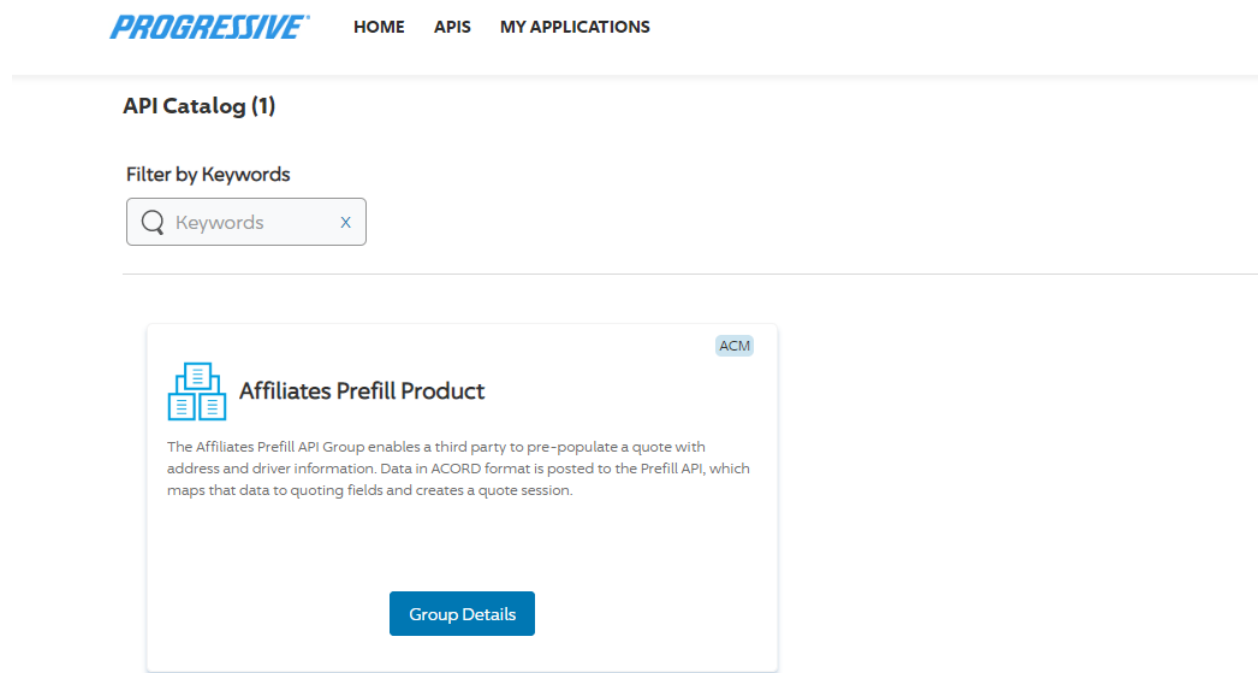 PROGRESSIVE HOME APIS MY APPLICATIONS
API Catalog (1)
Filter by Keywords
Keywords X
ACM
Affiliates Prefill Product
The Affiliates Prefill API Group enables a third party to pre-populate a quote with
address and driver information. Data in ACORD format is posted to the Prefill API, which
maps that data to quoting fields and creates a quote session.
Group Details